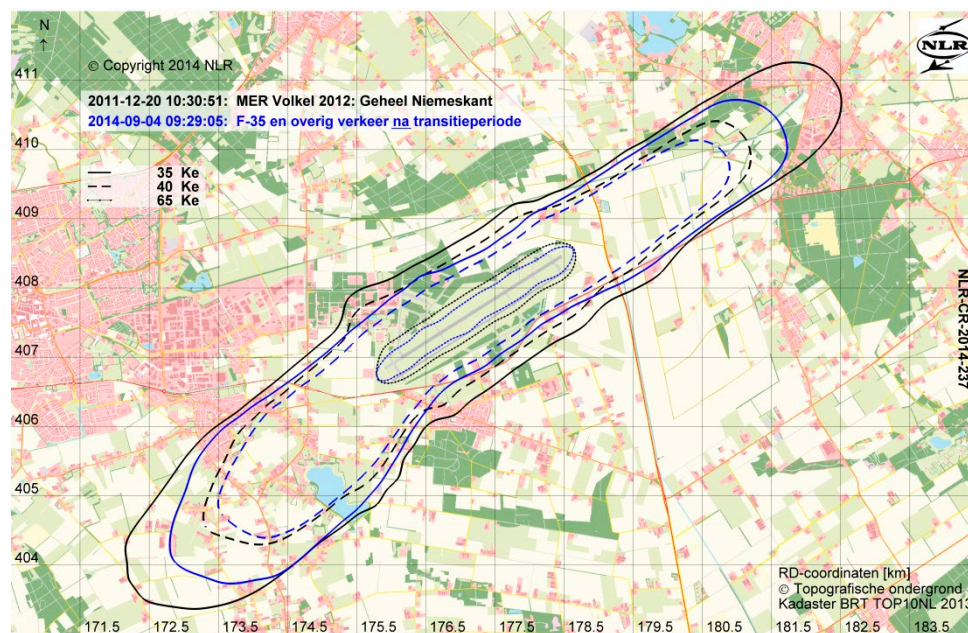 N
© Copyright 2014 NLR
NLR
2011-12-20 10:30:51: MER Volkel 2012: Geheel Niemeskant
2014-09-04 09:29:05: F-35 en overig verkeer na transitieperiode
35 Ke
40 Ke
65 Ke
411
410
409
408
407
406
405
404
NLR-CR-2014-237
RD-coordinaten [km]
© Topografische ondergrond
Kadaster BRT TOP10NL 2013
171.5 172.5 173.5 174.5 175.5 176.5 177.5 178.5 179.5 180.5 181.5 182.5 183.5